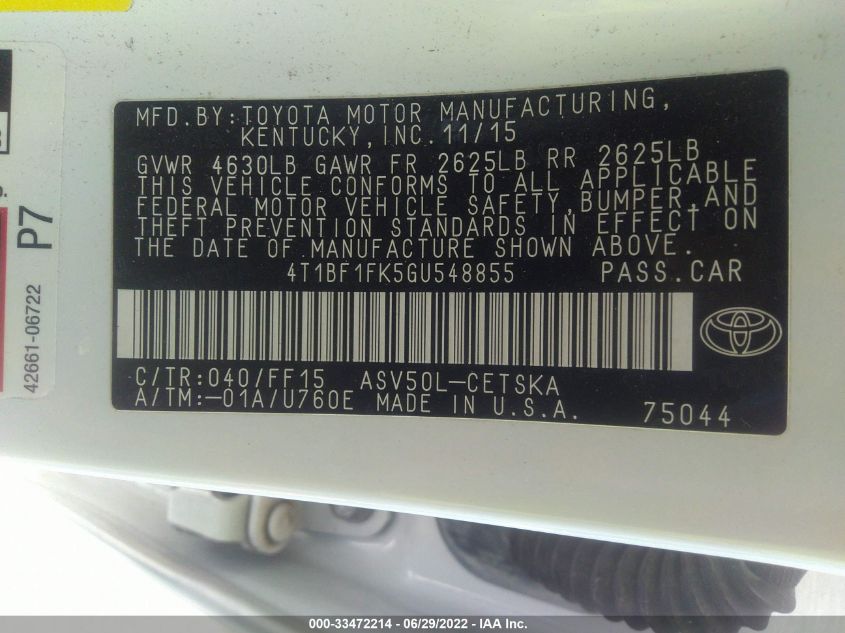 MFD.BY:TOYOTA MOTOR MANUFACTURING,
KENTUCKY,INC. 11/15
GVWR 4630LB GAWR FR 2625LB RR 2625LB
THIS VEHICLE CONFORMS TO ALL APPLICABLE
FEDERAL MOTOR VEHICLE SAFETY,BUMPER,AND
THEFT PREVENTION STANDARDS IN EFFECT ON
THE DATE OF MANUFACTURE SHOWN ABOVE.
4T1BF1FK5GU548855 PASS.CAR
C/TR:040/FF15 ASV50L-CETSKA
A/TM:-01A/U760E MADE IN U.S.A. 75044
P7
42661-06722
000-33472214 - 06/29/2022 - IAA Inc.